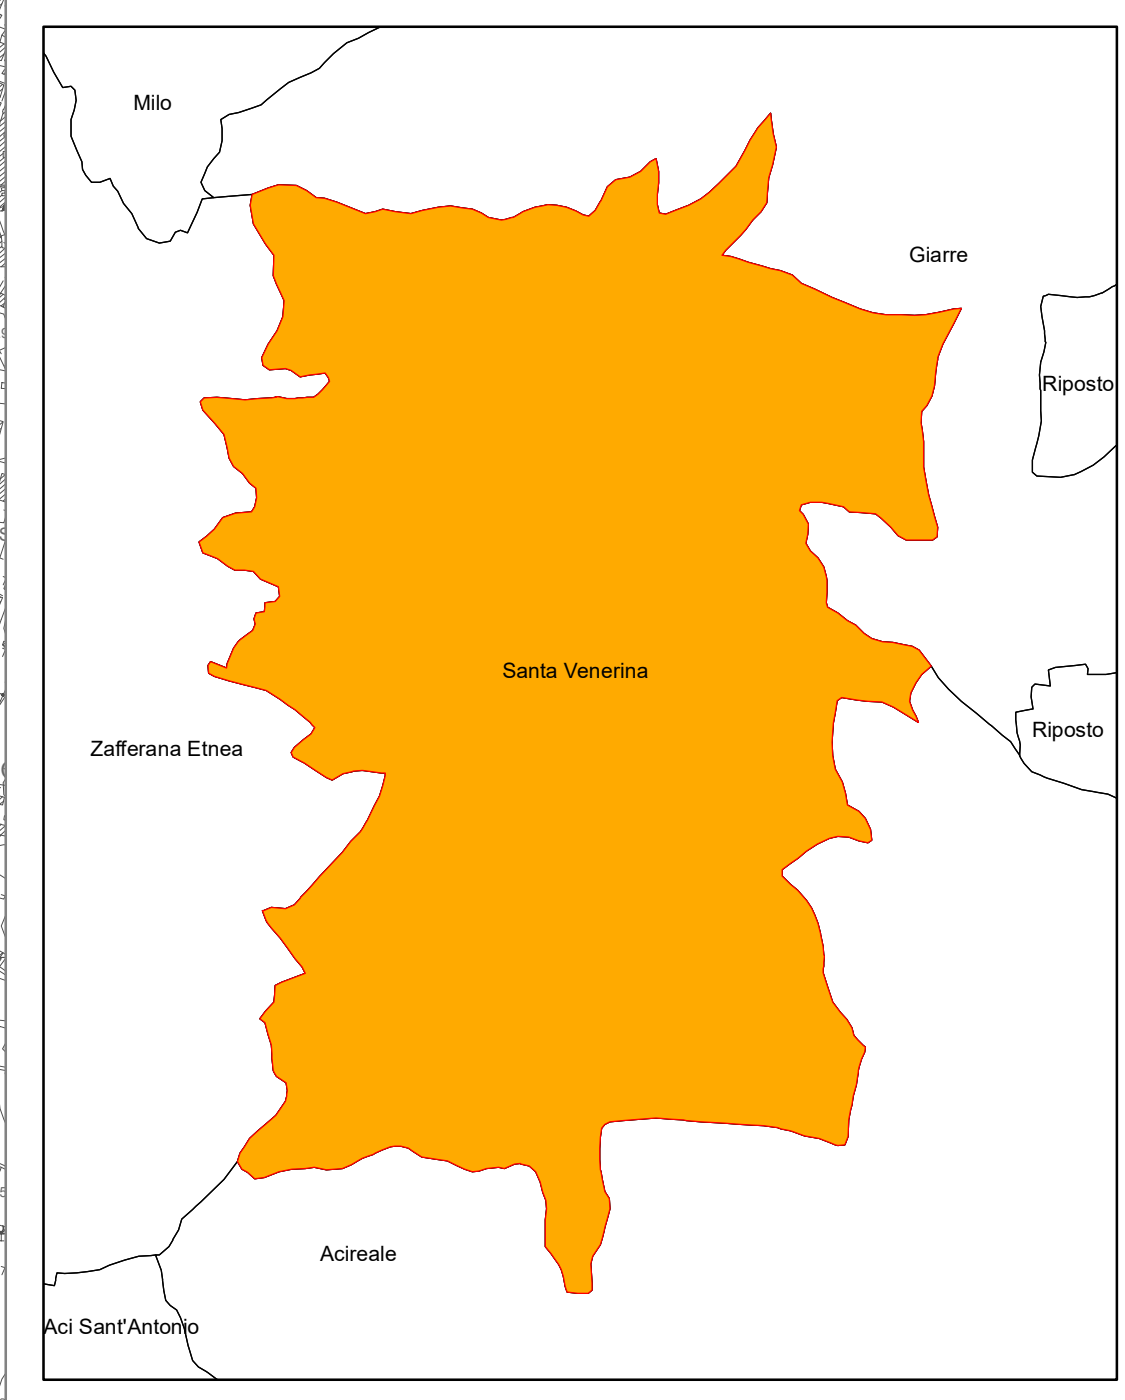 Milo
Giarre
Riposto
Santa Venerina
Riposto
Zafferana Etnea
Acireale
Aci Sant'Antonio